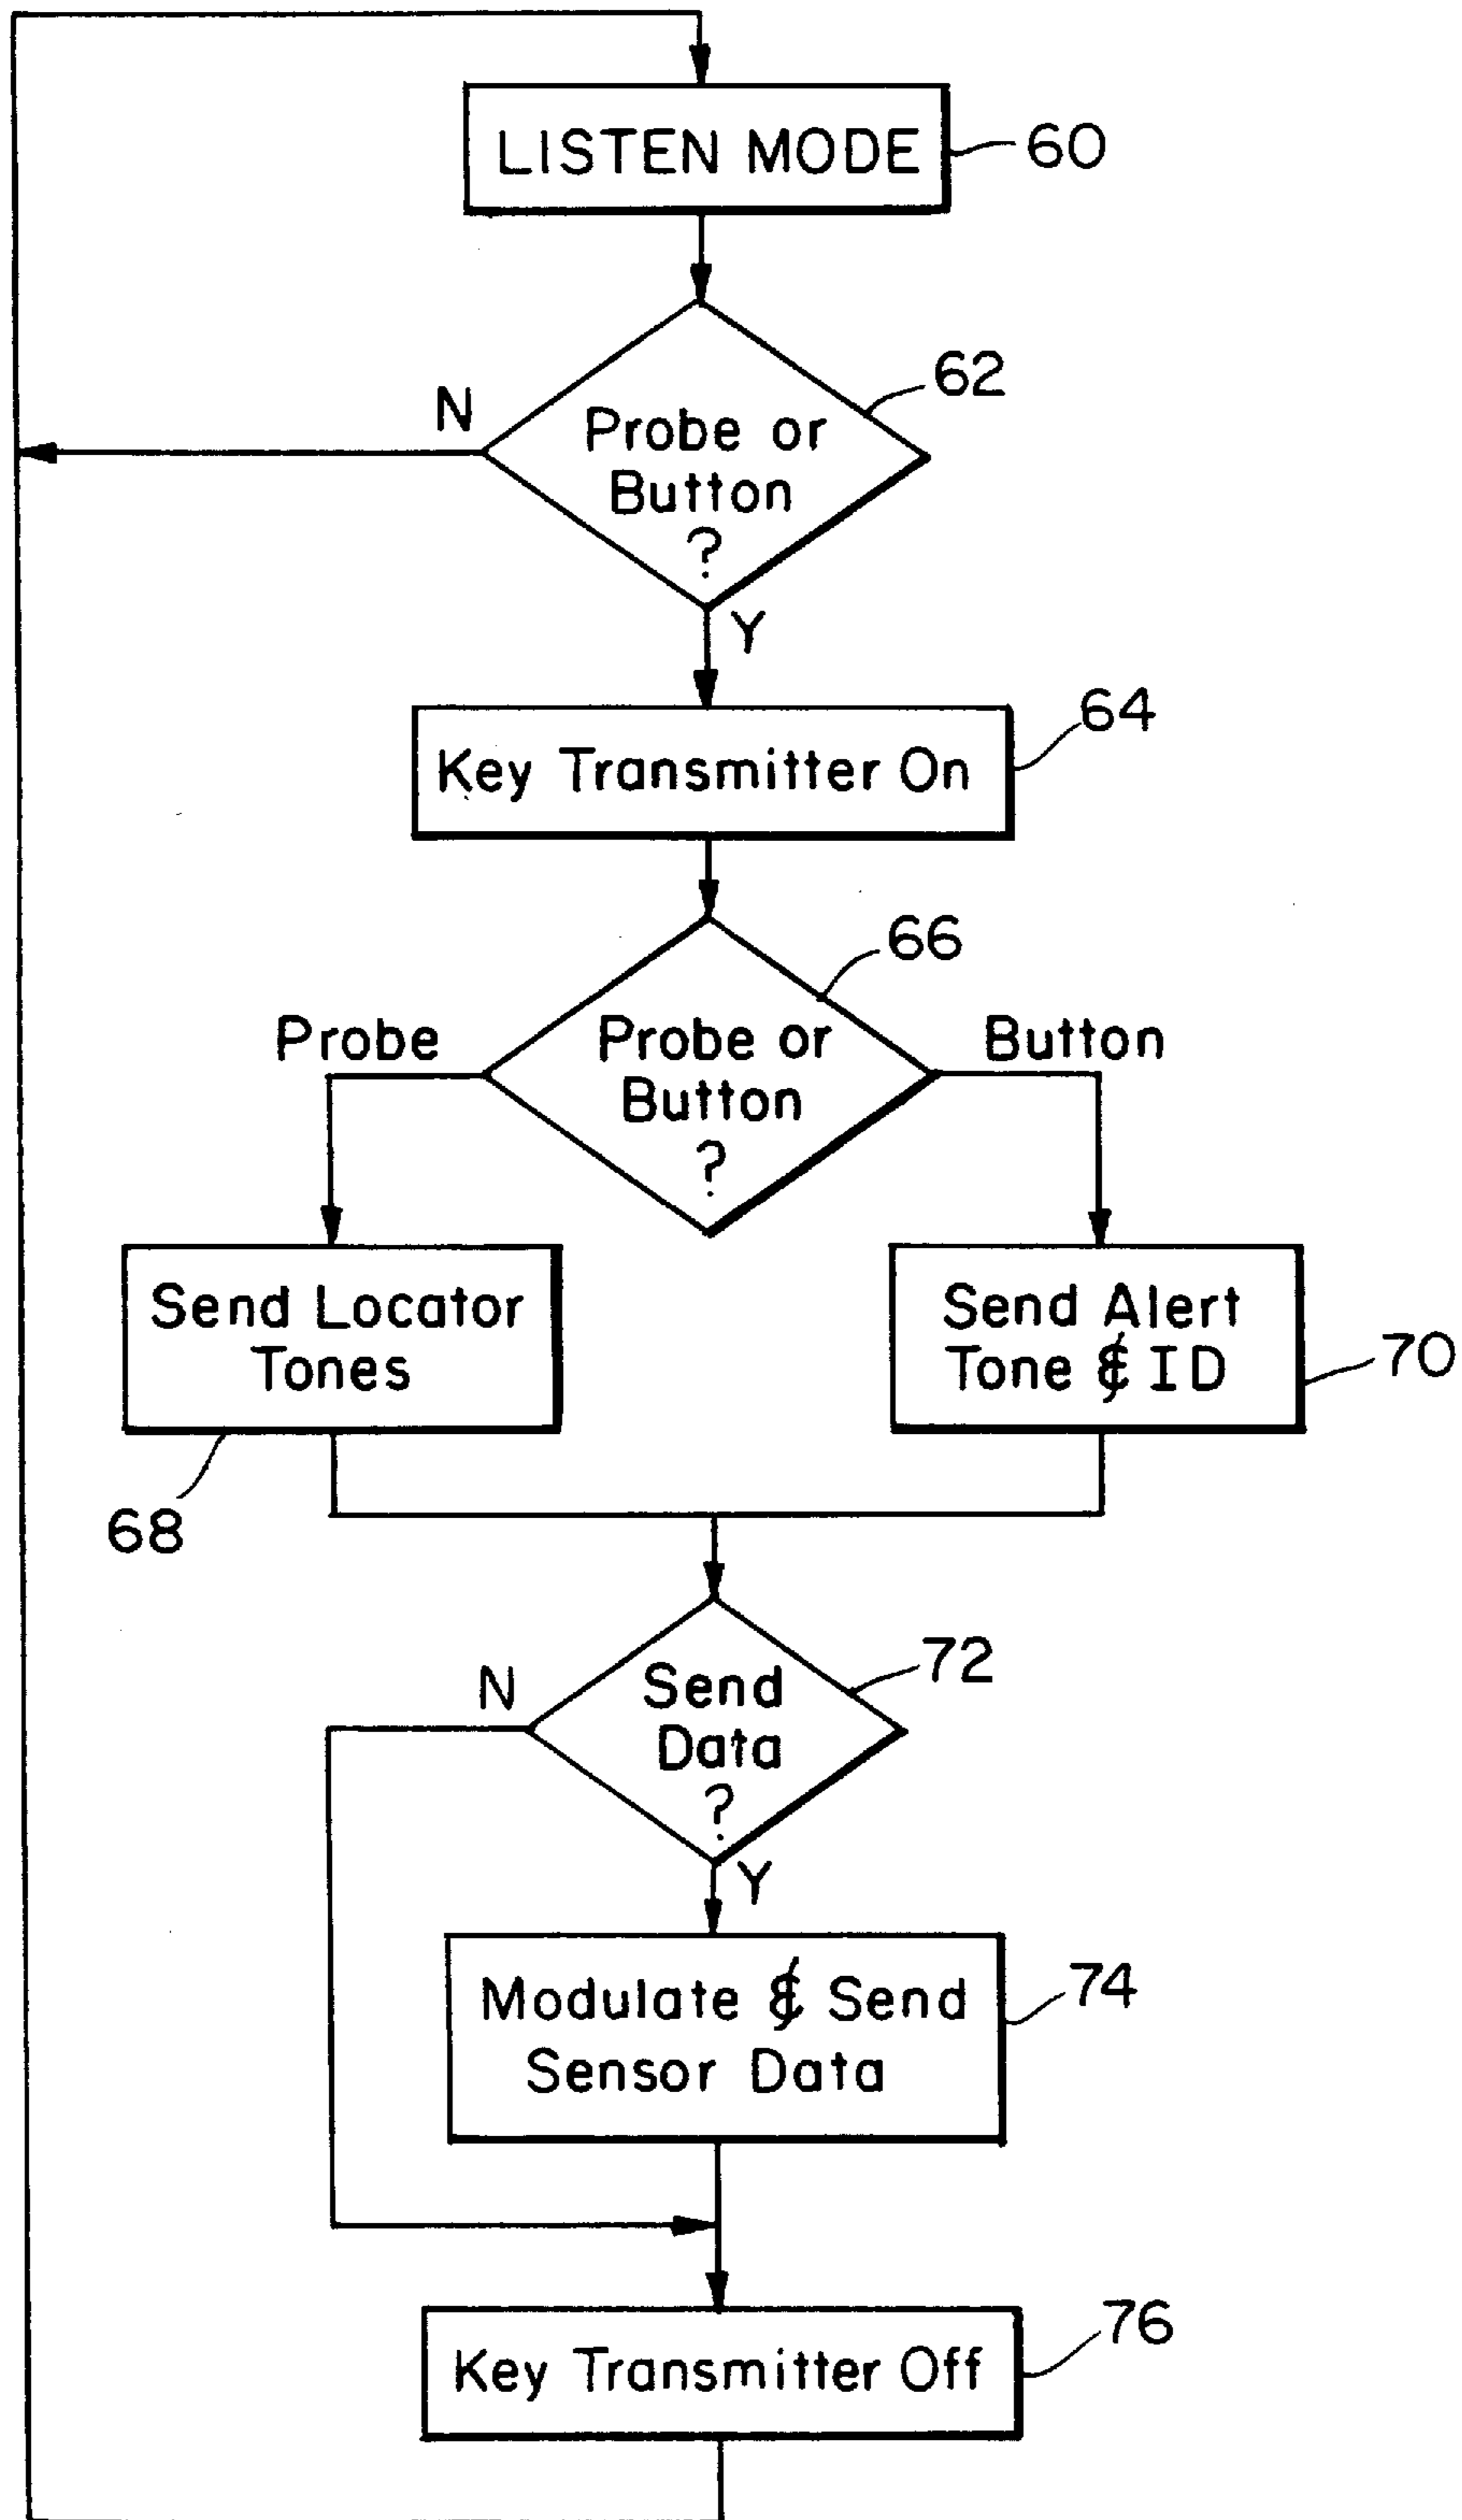 LISTEN MODE
60
62
N
Probe or
Button
?
Y
64
Key Transmitter On
66
Probe
Probe or
Button
?
Button
Send Locator
Tones
Send Alert
Tone & ID
70
68
72
N
Send
Data
?
Y
74
Modulate & Send
Sensor Data
76
Key Transmitter Off